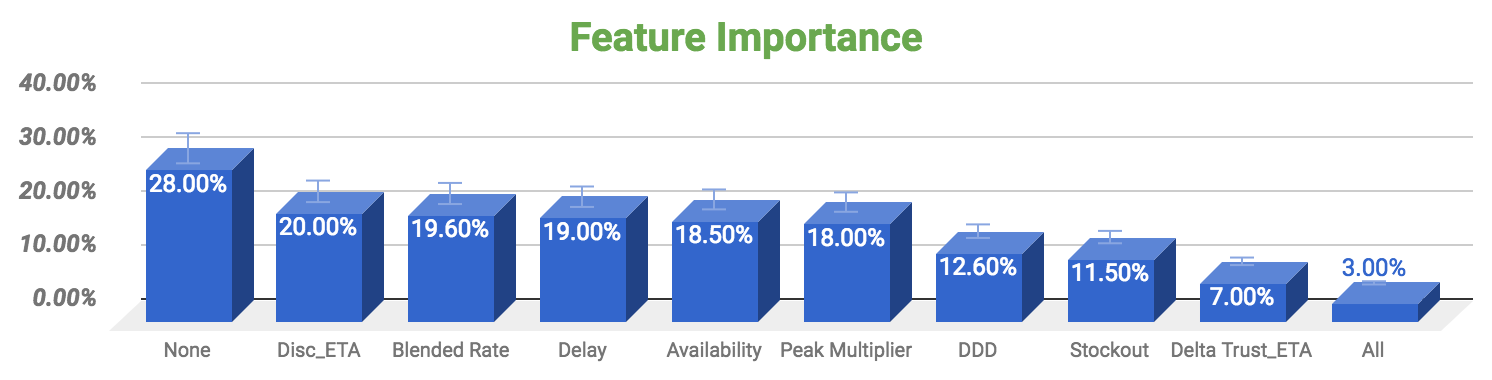 Feature Importance
40.00%
30.00%
20.00%
10.00%
0.00%
28.00%
20.00%
19.60%
19.00%
18.50%
18.00%
12.60%
11.50%
7.00%
3.00%
None
Disc_ETA
Blended Rate
Delay
Availability
Peak Multiplier
DDD
Stockout
Delta Trust_ETA
All